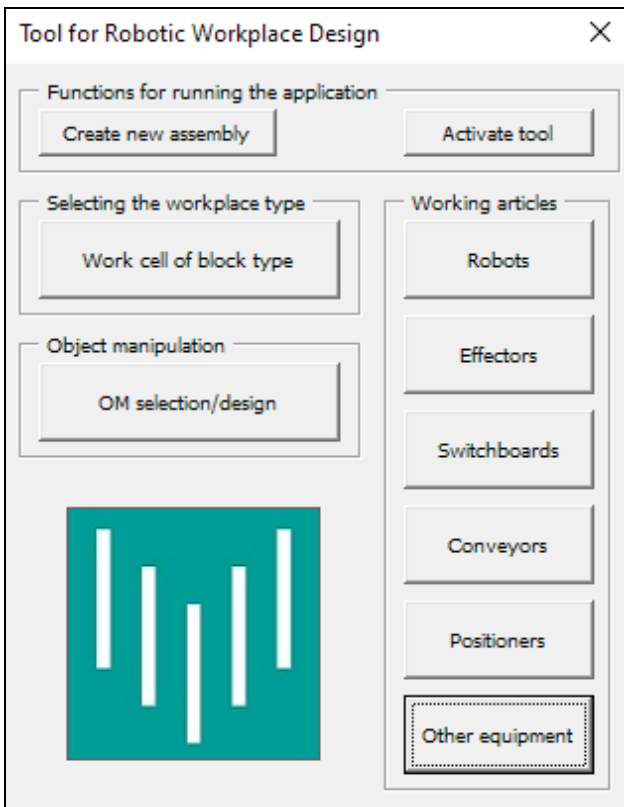 Tool for Robotic Workplace Design
Functions for running the application
Create new assembly
Activate tool
Selecting the workplace type
Work cell of block type
Object manipulation
OM selection/design
Working articles
Robots
Effectors
Switchboards
Conveyors
Positioners
Other equipment